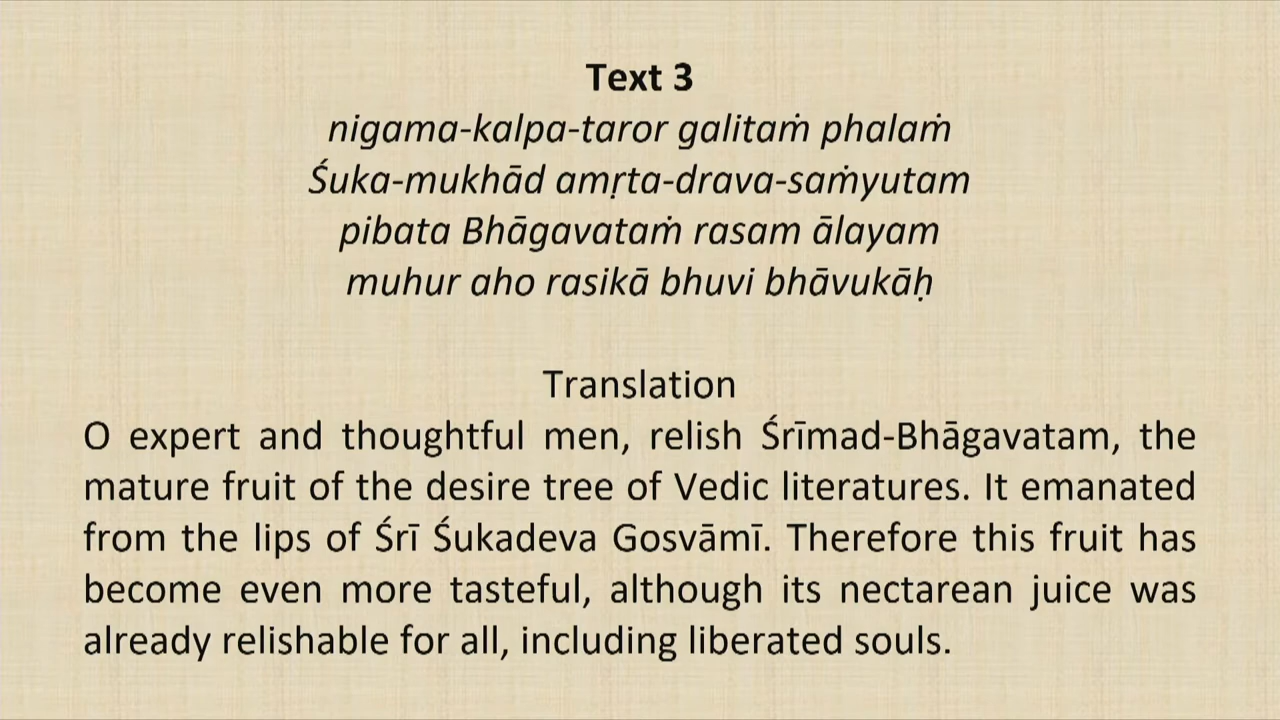 Text 3
nigama-kalpa-taror galitaṁ phalaṁ
Śuka-mukhād amṛta-drava-saṁyutam
pibata Bhāgavataṁ rasam ālayam
muhur aho rasikā bhuvi bhāvukāḥ
Translation
O expert and thoughtful men, relish Śrīmad-Bhāgavatam, the
mature fruit of the desire tree of Vedic literatures. It emanated
from the lips of Śrī Śukadeva Gosvāmī. Therefore this fruit has
become even more tasteful, although its nectarean juice was
already relishable for all, including liberated souls.